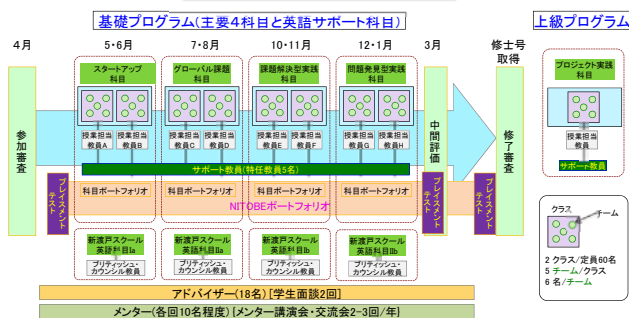 基礎プログラム(主要４科目と英語サポート科目)
上級プログラム
４月
5・6月
7・8月
10・11月
12・1月
3月
修士号
取得
スタートアップ
科目
グローバル課題
科目
課題解決型実践
科目
問題発見型実践
科目
プロジェクト実践
科目
参加審査
授業担当
教員A
授業担当
教員B
授業担当
教員C
授業担当
教員D
授業担当
教員E
授業担当
教員F
授業担当
教員G
授業担当
教員H
中間評価
修了審査
授業担当
教員
サポート教員(特任教員5名)
サポート教員
プレイスメント
テスト
科目ポートフォリオ
科目ポートフォリオ
科目ポートフォリオ
科目ポートフォリオ
プレイスメント
テスト
NITOBEポートフォリオ
クラス
チーム
2 クラス/定員60名
5 チーム/クラス
6 名/チーム
新渡戸スクール
英語科目Ia
ブリティッシュ・
カウンシル教員
新渡戸スクール
英語科目IIa
ブリティッシュ・
カウンシル教員
新渡戸スクール
英語科目Ib
ブリティッシュ・
カウンシル教員
新渡戸スクール
英語科目IIb
ブリティッシュ・
カウンシル教員
アドバイザー(18名) [学生面談2回]
メンター(各回10名程度) [メンター講演会・交流会2-3回/年]